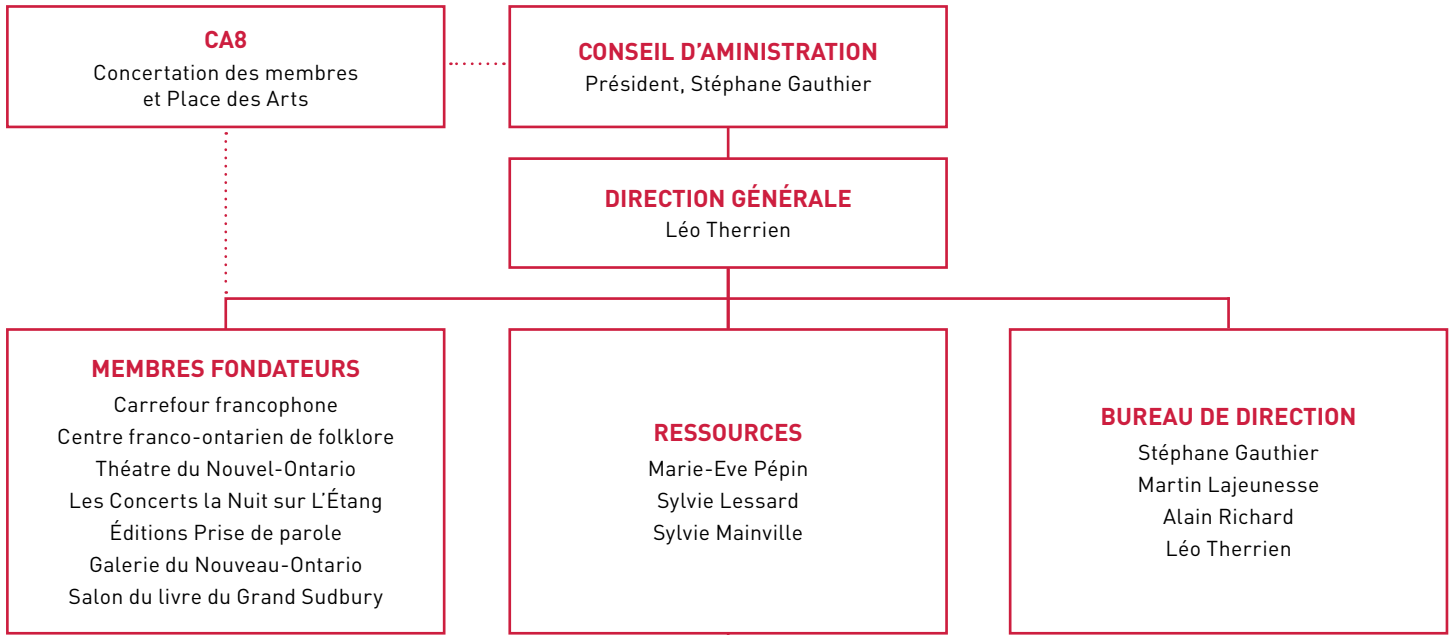 CA8
Concertation des membres
et Place des Arts
CONSEIL D’AMINISTRATION
Président, Stéphane Gauthier
DIRECTION GÉNÉRALE
Léo Therrien
MEMBRES FONDATEURS
Carrefour francophone
Centre franco-ontarien de folklore
Théatre du Nouvel-Ontario
Les Concerts la Nuit sur L’Étang
Éditions Prise de parole
Galerie du Nouveau-Ontario
Salon du livre du Grand Sudbury
RESSOURCES
Marie-Eve Pépin
Sylvie Lessard
Sylvie Mainville
BUREAU DE DIRECTION
Stéphane Gauthier
Martin Lajeunesse
Alain Richard
Léo Therrien